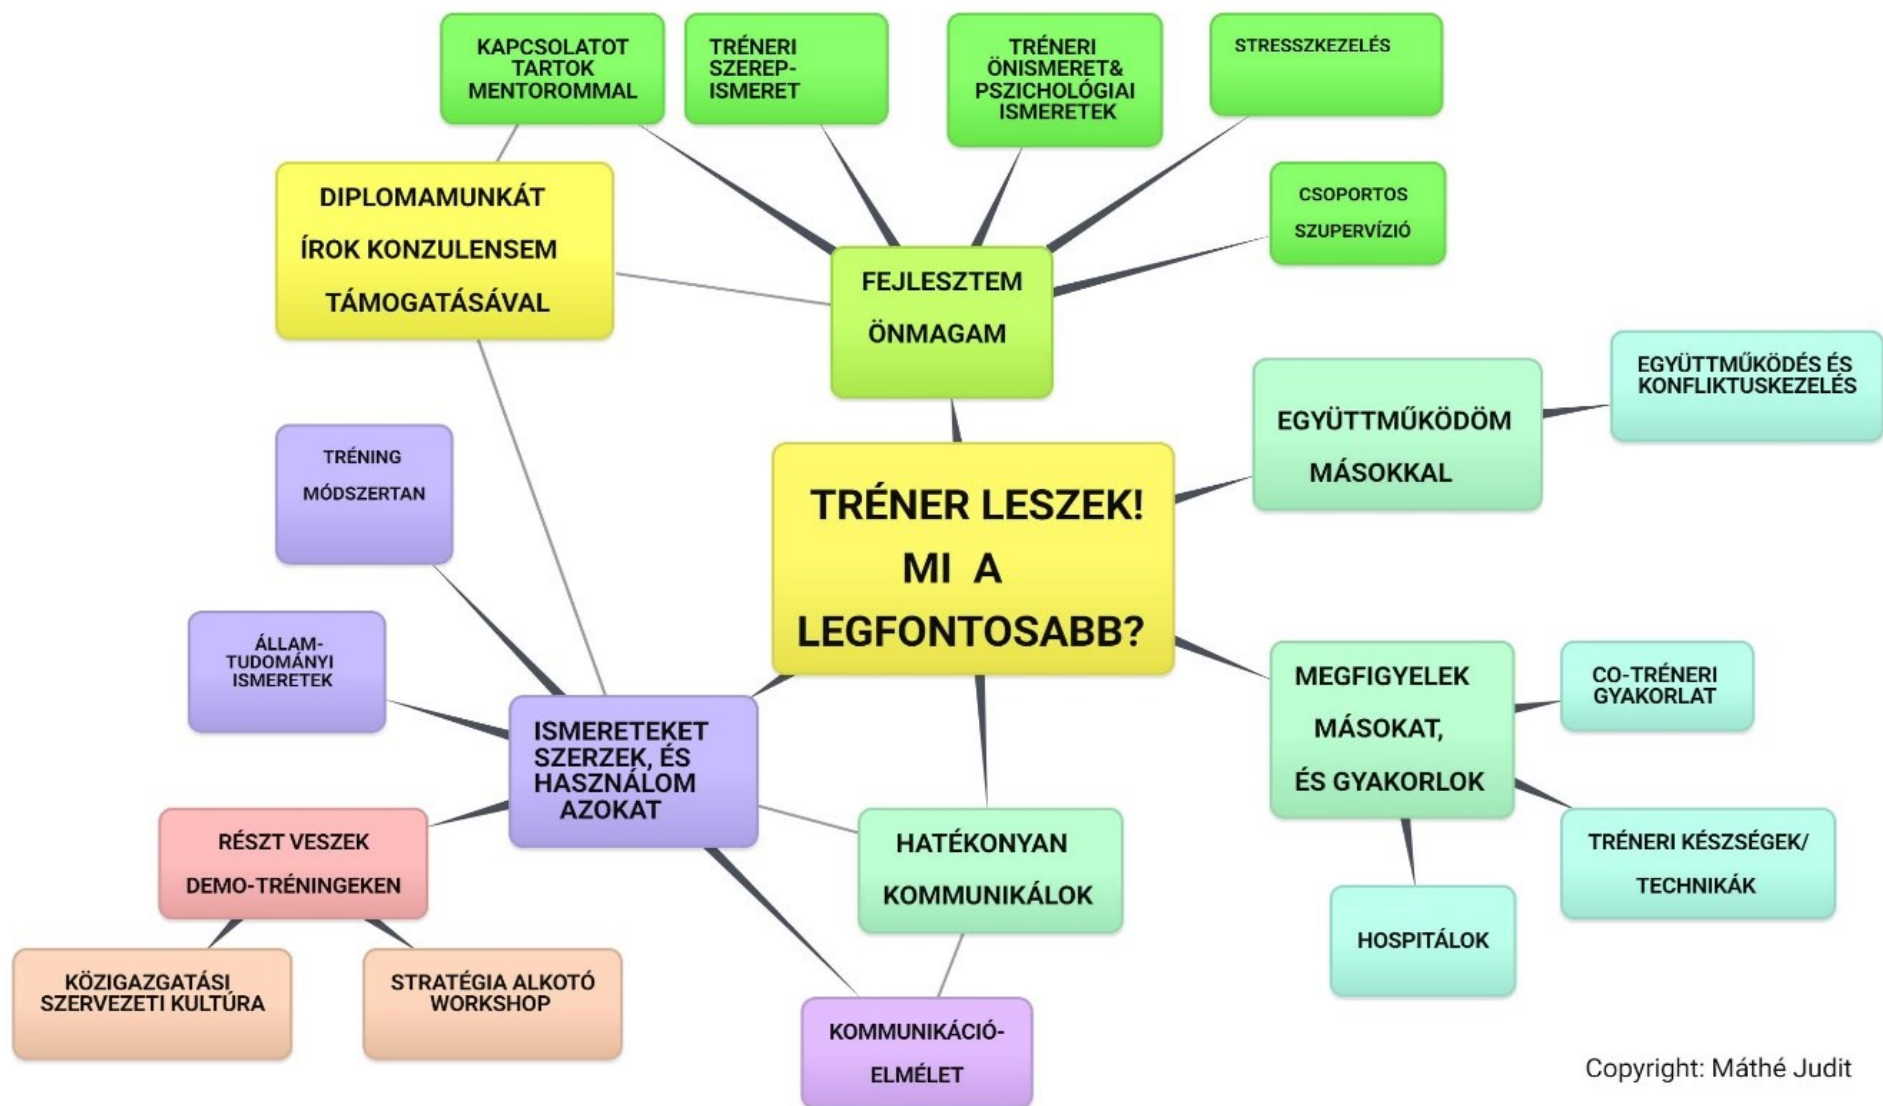 KAPCSOLATOT
TARTOK
MENTOROMMAL
TRÉNERI
SZEREP-
ISMERET
TRÉNERI
ÖNISMERET&
PSZICHOLÓGIAI
ISMERETEK
STRESSZKEZELÉS
DIPLOMAMUNKÁT
ÍROK KONZULENSEM
TÁMOGATÁSÁVAL
CSOPORTOS
SZUPERVÍZIÓ
FEJLESZTEM
ÖNMAGAM
EGYÜTTMŰKÖDÉS ÉS
KONFLIKTUSKEZELÉS
EGYÜTTMŰKÖDÖM
MÁSOKKAL
TRÉNING
MÓDSZERTAN
TRÉNER LESZEK!
MI A
LEGFONTOSABB?
ÁLLAM-
TUDOMÁNYI
ISMERETEK
MEGFIGYELEK
MÁSOKAT,
ÉS GYAKORLOK
CO-TRÉNERI
GYAKORLAT
ISMERETEKET
SZERZEK, ÉS
HASZNÁLOM
AZOKAT
RÉSZT VESZEK
DEMO-TRÉNINGEKEN
HATÉKONYAN
KOMMUNIKÁLOK
TRÉNERI KÉSZSÉGEK/
TECHNIKÁK
HOSPITÁLOK
KÖZIGAZGATÁSI
SZERVEZETI KULTÚRA
STRATÉGIA ALKOTÓ
WORKSHOP
KOMMUNIKÁCIÓ-
ELMÉLET
Copyright: Máthé Judit